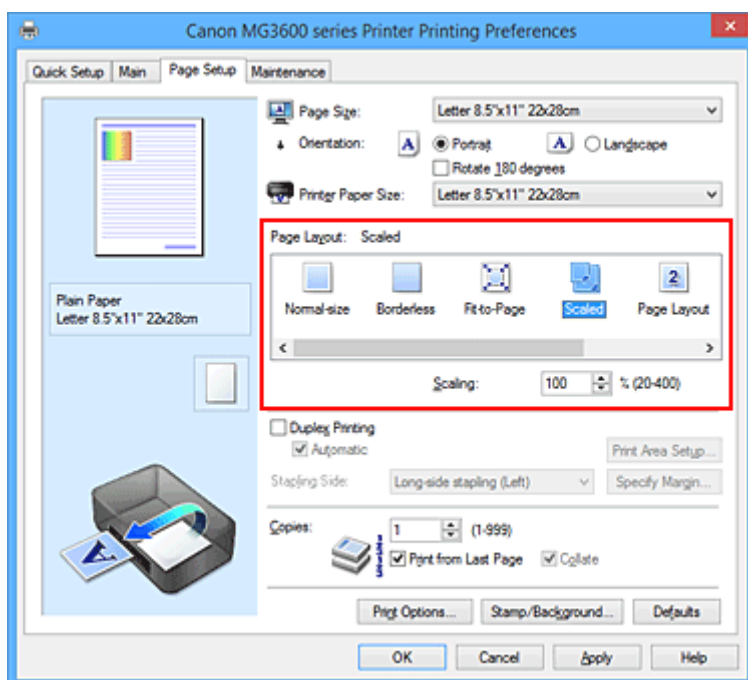 Canon MG3600 series Printer Printing Preferences
Quick Setup Main Page Setup Maintenance
Page Size: Letter 8.5"x11" 22x28cm
Orientation: A Portrait A Landscape
Rotate 180 degrees
Printer Paper Size: Letter 8.5"x11" 22x28cm
Page Layout: Scaled
Normal-size Borderless Fit-to-Page Scaled 2 Page Layout
Scaling: 100 % (20-400)
Plain Paper
Letter 8.5"x11" 22x28cm
Duplex Printing
Automatic Print Area Setup...
Stapling Side: Long-side stapling (Left) Specify Margin...
Copies: 1 (1-999)
Print from Last Page Collate
A
Print Options... Stamp/Background... Defaults
OK Cancel Apply Help